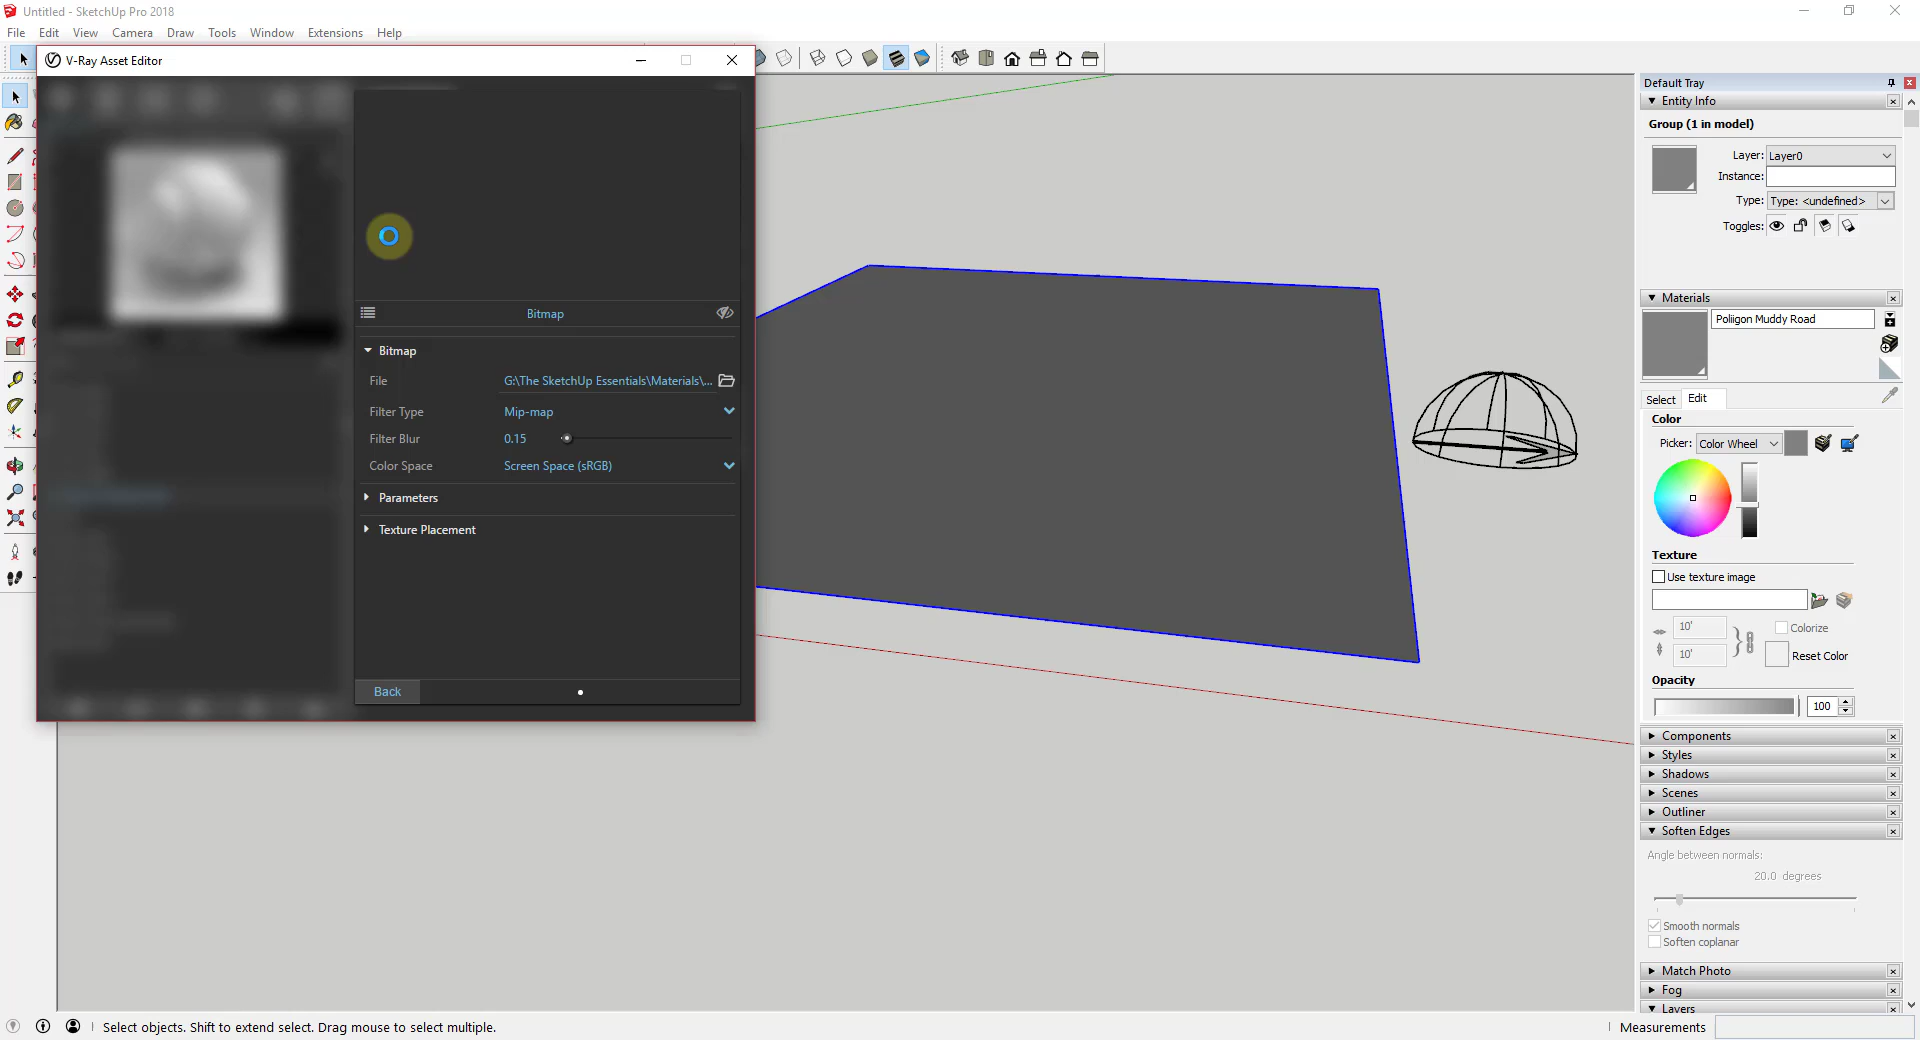 Untitled - SketchUp Pro 2018
File Edit View Camera Draw Tools Window Extensions Help
V-Ray Asset Editor
Bitmap
Bitmap
File G:\The SketchUp Essentials\Materials\...
Filter Type Mip-map
Filter Blur 0.15
Color Space Screen Space (sRGB)
Parameters
Texture Placement
Back
Default Tray
Entity Info
Group (1 in model)
Layer: Layer0
Instance:
Type: Type: <undefined>
Toggles:
Materials
Poliigon Muddy Road
Select Edit
Color
Picker: Color Wheel
Texture
Use texture image
10'
Colorize
10'
Reset Color
Opacity
100
Components
Styles
Shadows
Scenes
Outliner
Soften Edges
Angle between normals:
20.0 degrees
Smooth normals
Soften coplanar
Match Photo
Fog
Layers
Select objects. Shift to extend select. Drag mouse to select multiple.
Measurements